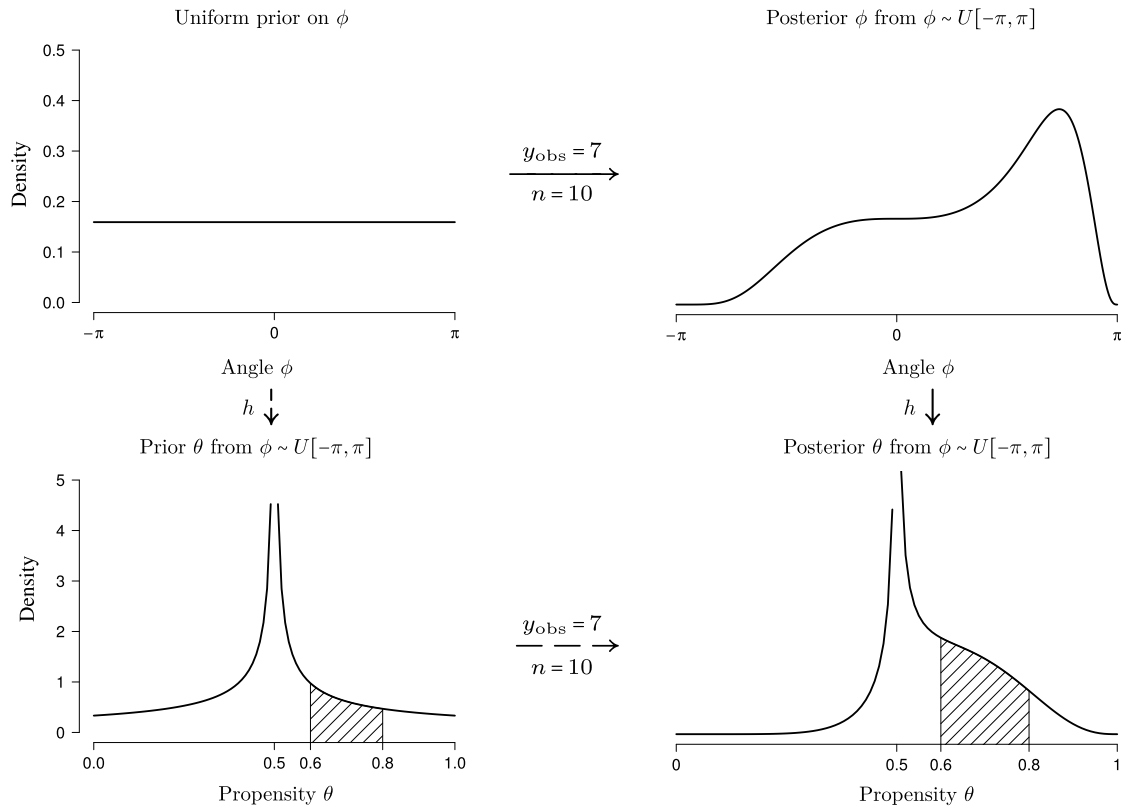 Uniform prior on ϕ
Posterior ϕ from ϕ ~ U[−π, π]
Density
0.5
0.4
0.3
0.2
0.1
0.0
−π 0 π
Angle ϕ
y_obs = 7
n = 10
−π 0 π
Angle ϕ
h
h
Prior θ from ϕ ~ U[−π, π]
Posterior θ from ϕ ~ U[−π, π]
Density
5
4
3
2
1
0
0.0 0.5 0.6 0.8 1.0
Propensity θ
y_obs = 7
n = 10
0 0.5 0.6 0.8 1
Propensity θ